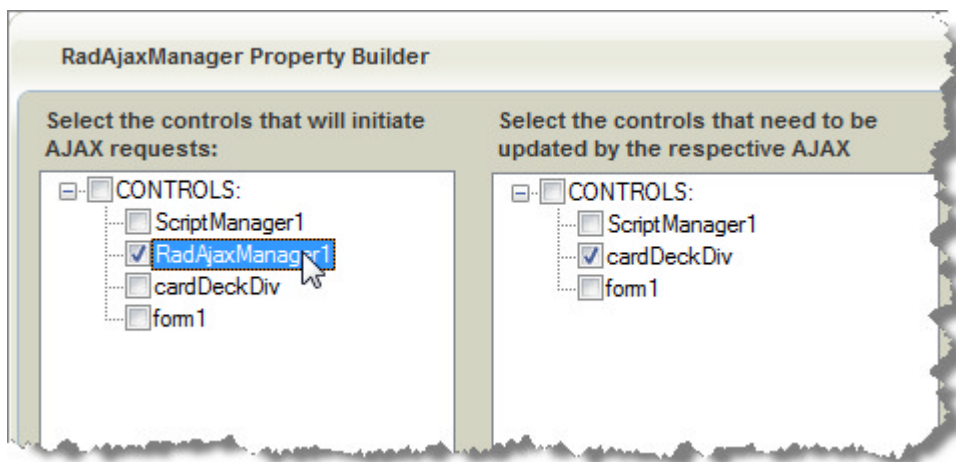 RadAjaxManager Property Builder
Select the controls that will initiate
AJAX requests:
CONTROLS:
ScriptManager1
RadAjaxManager1
cardDeckDiv
form1
Select the controls that need to be
updated by the respective AJAX
CONTROLS:
ScriptManager1
cardDeckDiv
form1